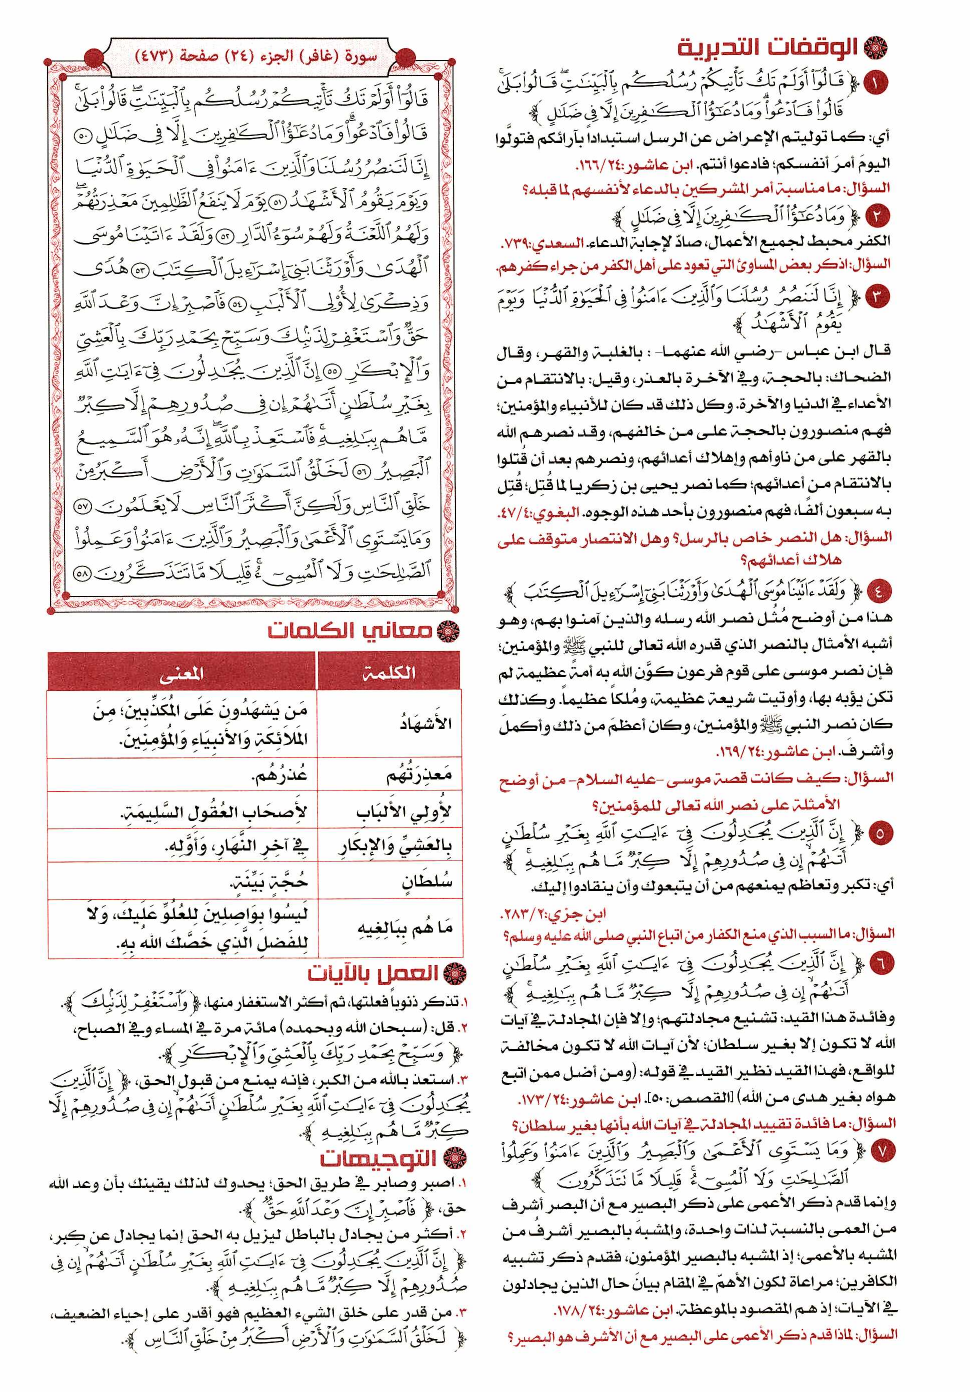 الوقفات التدبرية
١ ﴿ قَالُوٓا۟ أَوَلَمْ تَكُ تَأْتِيكُمْ رُسُلُكُم بِٱلْبَيِّنَٰتِ ۖ قَالُوا۟ بَلَىٰ ۚ
قَالُوا۟ فَٱدْعُوا۟ ۗ وَمَا دُعَٰٓؤُا۟ ٱلْكَٰفِرِينَ إِلَّا فِى ضَلَٰلٍ ﴾
أي: كما توليتم الإعراض عن الرسل استبداداً بآرائكم فتولَّوا
اليومَ أمرَ أنفسكم؛ فادعوا أنتم. ابن عاشور:١٦٦/٢٤.
السؤال: ما مناسبة أمر المشركين بالدعاء لأنفسهم لما قبله؟
٢ ﴿ وَمَا دُعَٰٓؤُا۟ ٱلْكَٰفِرِينَ إِلَّا فِى ضَلَٰلٍ ﴾
الكفر محبط لجميع الأعمال، صادّ لإجابة الدعاء. السعدي:٧٣٩.
السؤال: اذكر بعض المساوئ التي تعود على أهل الكفر من جراء كفرهم.
٣ ﴿ إِنَّا لَنَنصُرُ رُسُلَنَا وَٱلَّذِينَ ءَامَنُوا۟ فِى ٱلْحَيَوٰةِ ٱلدُّنْيَا وَيَوْمَ
يَقُومُ ٱلْأَشْهَٰدُ ﴾
قال ابن عباس -رضي الله عنهما- : بالغلبة والقهر، وقال
الضحاك: بالحجة، وفي الآخرة بالعذر، وقيل: بالانتقام من
الأعداء في الدنيا والآخرة. وكل ذلك قد كان للأنبياء والمؤمنين؛
فهم منصورون بالحجة على من خالفهم، وقد نصرهم الله
بالقهر على من ناوأهم وإهلاك أعدائهم، ونصرهم بعد أن قُتلوا
بالانتقام من أعدائهم؛ كما نصر يحيى بن زكريا لما قُتل؛ قُتل
به سبعون ألفًا، فهم منصورون بأحد هذه الوجوه. البغوي:٤٧/٤.
السؤال: هل النصر خاص بالرسل؟ وهل الانتصار متوقف على
هلاك أعدائهم؟
٤ ﴿ وَلَقَدْ ءَاتَيْنَا مُوسَى ٱلْهُدَىٰ وَأَوْرَثْنَا بَنِىٓ إِسْرَٰٓءِيلَ ٱلْكِتَٰبَ ﴾
هذا من أوضح مُثُل نصر الله رسله والذين آمنوا بهم، وهو
أشبه الأمثال بالنصر الذي قدره الله تعالى للنبي ﷺ والمؤمنين؛
فإن نصر موسى على قوم فرعون كوَّن الله به أمةً عظيمة لم
تكن يؤبه بها، وأوتيت شريعة عظيمة، ومُلكاً عظيماً. وكذلك
كان نصر النبي ﷺ والمؤمنين، وكان أعظمَ من ذلك وأكملَ
وأشرفَ. ابن عاشور:١٦٩/٢٤.
السؤال: كيف كانت قصة موسى -عليه السلام- من أوضح
الأمثلة على نصر الله تعالى للمؤمنين؟
٥ ﴿ إِنَّ ٱلَّذِينَ يُجَٰدِلُونَ فِىٓ ءَايَٰتِ ٱللَّهِ بِغَيْرِ سُلْطَٰنٍ
أَتَىٰهُمْ ۙ إِن فِى صُدُورِهِمْ إِلَّا كِبْرٌ مَّا هُم بِبَٰلِغِيهِ ۚ ﴾
أي: تكبر وتعاظم يمنعهم من أن يتبعوك وأن ينقادوا إليك.
ابن جزي:٢٨٣/٢.
السؤال: ما السبب الذي منع الكفار من اتباع النبي صلى الله عليه وسلم؟
٦ ﴿ إِنَّ ٱلَّذِينَ يُجَٰدِلُونَ فِىٓ ءَايَٰتِ ٱللَّهِ بِغَيْرِ سُلْطَٰنٍ
أَتَىٰهُمْ ۙ إِن فِى صُدُورِهِمْ إِلَّا كِبْرٌ مَّا هُم بِبَٰلِغِيهِ ۚ ﴾
وفائدة هذا القيد: تشنيع مجادلتهم؛ وإلا فإن المجادلة في آيات
الله لا تكون إلا بغير سلطان؛ لأن آيات الله لا تكون مخالفة
للواقع، فهذا القيد نظير القيد في قوله: (ومن أضل ممن اتبع
هواه بغير هدى من الله) [القصص: ٥٠]. ابن عاشور:١٧٣/٢٤.
السؤال: ما فائدة تقييد المجادلة في آيات الله بأنها بغير سلطان؟
٧ ﴿ وَمَا يَسْتَوِى ٱلْأَعْمَىٰ وَٱلْبَصِيرُ وَٱلَّذِينَ ءَامَنُوا۟ وَعَمِلُوا۟
ٱلصَّٰلِحَٰتِ وَلَا ٱلْمُسِىٓءُ ۚ قَلِيلًا مَّا تَتَذَكَّرُونَ ﴾
وإنما قدم ذكر الأعمى على ذكر البصير مع أن البصر أشرف
من العمى بالنسبة لذات واحدة، والمشبهَ بالبصير أشرفُ من
المشبه بالأعمى؛ إذ المشبه بالبصير المؤمنون، فقدم ذكر تشبيه
الكافرين؛ مراعاة لكون الأهمّ في المقام بيانَ حال الذين يجادلون
في الآيات؛ إذ هم المقصود بالموعظة. ابن عاشور:١٧٨/٢٤.
السؤال: لماذا قدم ذكر الأعمى على البصير مع أن الأشرف هو البصير؟
سورة (غافر) الجزء (٢٤) صفحة (٤٧٣)
قَالُوٓا۟ أَوَلَمْ تَكُ تَأْتِيكُمْ رُسُلُكُم بِٱلْبَيِّنَٰتِ ۖ قَالُوا۟ بَلَىٰ ۚ
قَالُوا۟ فَٱدْعُوا۟ ۗ وَمَا دُعَٰٓؤُا۟ ٱلْكَٰفِرِينَ إِلَّا فِى ضَلَٰلٍ ٥٠
إِنَّا لَنَنصُرُ رُسُلَنَا وَٱلَّذِينَ ءَامَنُوا۟ فِى ٱلْحَيَوٰةِ ٱلدُّنْيَا
وَيَوْمَ يَقُومُ ٱلْأَشْهَٰدُ ٥١ يَوْمَ لَا يَنفَعُ ٱلظَّٰلِمِينَ مَعْذِرَتُهُمْ ۖ
وَلَهُمُ ٱللَّعْنَةُ وَلَهُمْ سُوٓءُ ٱلدَّارِ ٥٢ وَلَقَدْ ءَاتَيْنَا مُوسَى
ٱلْهُدَىٰ وَأَوْرَثْنَا بَنِىٓ إِسْرَٰٓءِيلَ ٱلْكِتَٰبَ ٥٣ هُدًى
وَذِكْرَىٰ لِأُو۟لِى ٱلْأَلْبَٰبِ ٥٤ فَٱصْبِرْ إِنَّ وَعْدَ ٱللَّهِ
حَقٌّ وَٱسْتَغْفِرْ لِذَنۢبِكَ وَسَبِّحْ بِحَمْدِ رَبِّكَ بِٱلْعَشِىِّ
وَٱلْإِبْكَٰرِ ٥٥ إِنَّ ٱلَّذِينَ يُجَٰدِلُونَ فِىٓ ءَايَٰتِ ٱللَّهِ
بِغَيْرِ سُلْطَٰنٍ أَتَىٰهُمْ ۙ إِن فِى صُدُورِهِمْ إِلَّا كِبْرٌ
مَّا هُم بِبَٰلِغِيهِ ۚ فَٱسْتَعِذْ بِٱللَّهِ ۖ إِنَّهُۥ هُوَ ٱلسَّمِيعُ
ٱلْبَصِيرُ ٥٦ لَخَلْقُ ٱلسَّمَٰوَٰتِ وَٱلْأَرْضِ أَكْبَرُ مِنْ
خَلْقِ ٱلنَّاسِ وَلَٰكِنَّ أَكْثَرَ ٱلنَّاسِ لَا يَعْلَمُونَ ٥٧
وَمَا يَسْتَوِى ٱلْأَعْمَىٰ وَٱلْبَصِيرُ وَٱلَّذِينَ ءَامَنُوا۟ وَعَمِلُوا۟
ٱلصَّٰلِحَٰتِ وَلَا ٱلْمُسِىٓءُ ۚ قَلِيلًا مَّا تَتَذَكَّرُونَ ٥٨
معاني الكلمات
الكلمة المعنى
الأَشهَادُ مَن يَشهَدُونَ عَلَى المُكَذِّبِينَ؛ مِنَ
المَلائِكَةِ وَالأَنبِيَاءِ وَالمُؤمِنِينَ.
مَعذِرَتُهُم عُذرُهُم.
لأُولِي الأَلبَابِ لأَصحَابِ العُقُولِ السَّلِيمَةِ.
بِالعَشِيِّ وَالإِبكَارِ فِي آخِرِ النَّهَارِ، وَأَوَّلِهِ.
سُلطَانٍ حُجَّةٍ بَيِّنَةٍ.
مَا هُم بِبَالِغِيهِ لَيسُوا بِوَاصِلِينَ لِلعُلُوِّ عَلَيكَ، وَلاَ
لِلفَضلِ الَّذِي خَصَّكَ اللهُ بِهِ.
العمل بالآيات
١. تذكر ذنوباً فعلتها، ثم أكثر الاستغفار منها، ﴿ وَٱسْتَغْفِرْ لِذَنۢبِكَ ﴾.
٢. قل: (سبحان الله وبحمده) مائة مرة في المساء وفي الصباح،
﴿ وَسَبِّحْ بِحَمْدِ رَبِّكَ بِٱلْعَشِىِّ وَٱلْإِبْكَٰرِ ﴾.
٣. استعذ بالله من الكبر، فإنه يمنع من قبول الحق، ﴿ إِنَّ ٱلَّذِينَ
يُجَٰدِلُونَ فِىٓ ءَايَٰتِ ٱللَّهِ بِغَيْرِ سُلْطَٰنٍ أَتَىٰهُمْ ۙ إِن فِى صُدُورِهِمْ إِلَّا
كِبْرٌ مَّا هُم بِبَٰلِغِيهِ ﴾.
التوجيهات
١. اصبر وصابر في طريق الحق؛ يحدوك لذلك يقينك بأن وعد الله
حق، ﴿ فَٱصْبِرْ إِنَّ وَعْدَ ٱللَّهِ حَقٌّ ﴾.
٢. أكثر من يجادل بالباطل ليزيل به الحق إنما يجادل عن كِبر،
﴿ إِنَّ ٱلَّذِينَ يُجَٰدِلُونَ فِىٓ ءَايَٰتِ ٱللَّهِ بِغَيْرِ سُلْطَٰنٍ أَتَىٰهُمْ ۙ إِن فِى
صُدُورِهِمْ إِلَّا كِبْرٌ مَّا هُم بِبَٰلِغِيهِ ﴾.
٣. من قدر على خلق الشيء العظيم فهو أقدر على إحياء الضعيف،
﴿ لَخَلْقُ ٱلسَّمَٰوَٰتِ وَٱلْأَرْضِ أَكْبَرُ مِنْ خَلْقِ ٱلنَّاسِ ﴾.